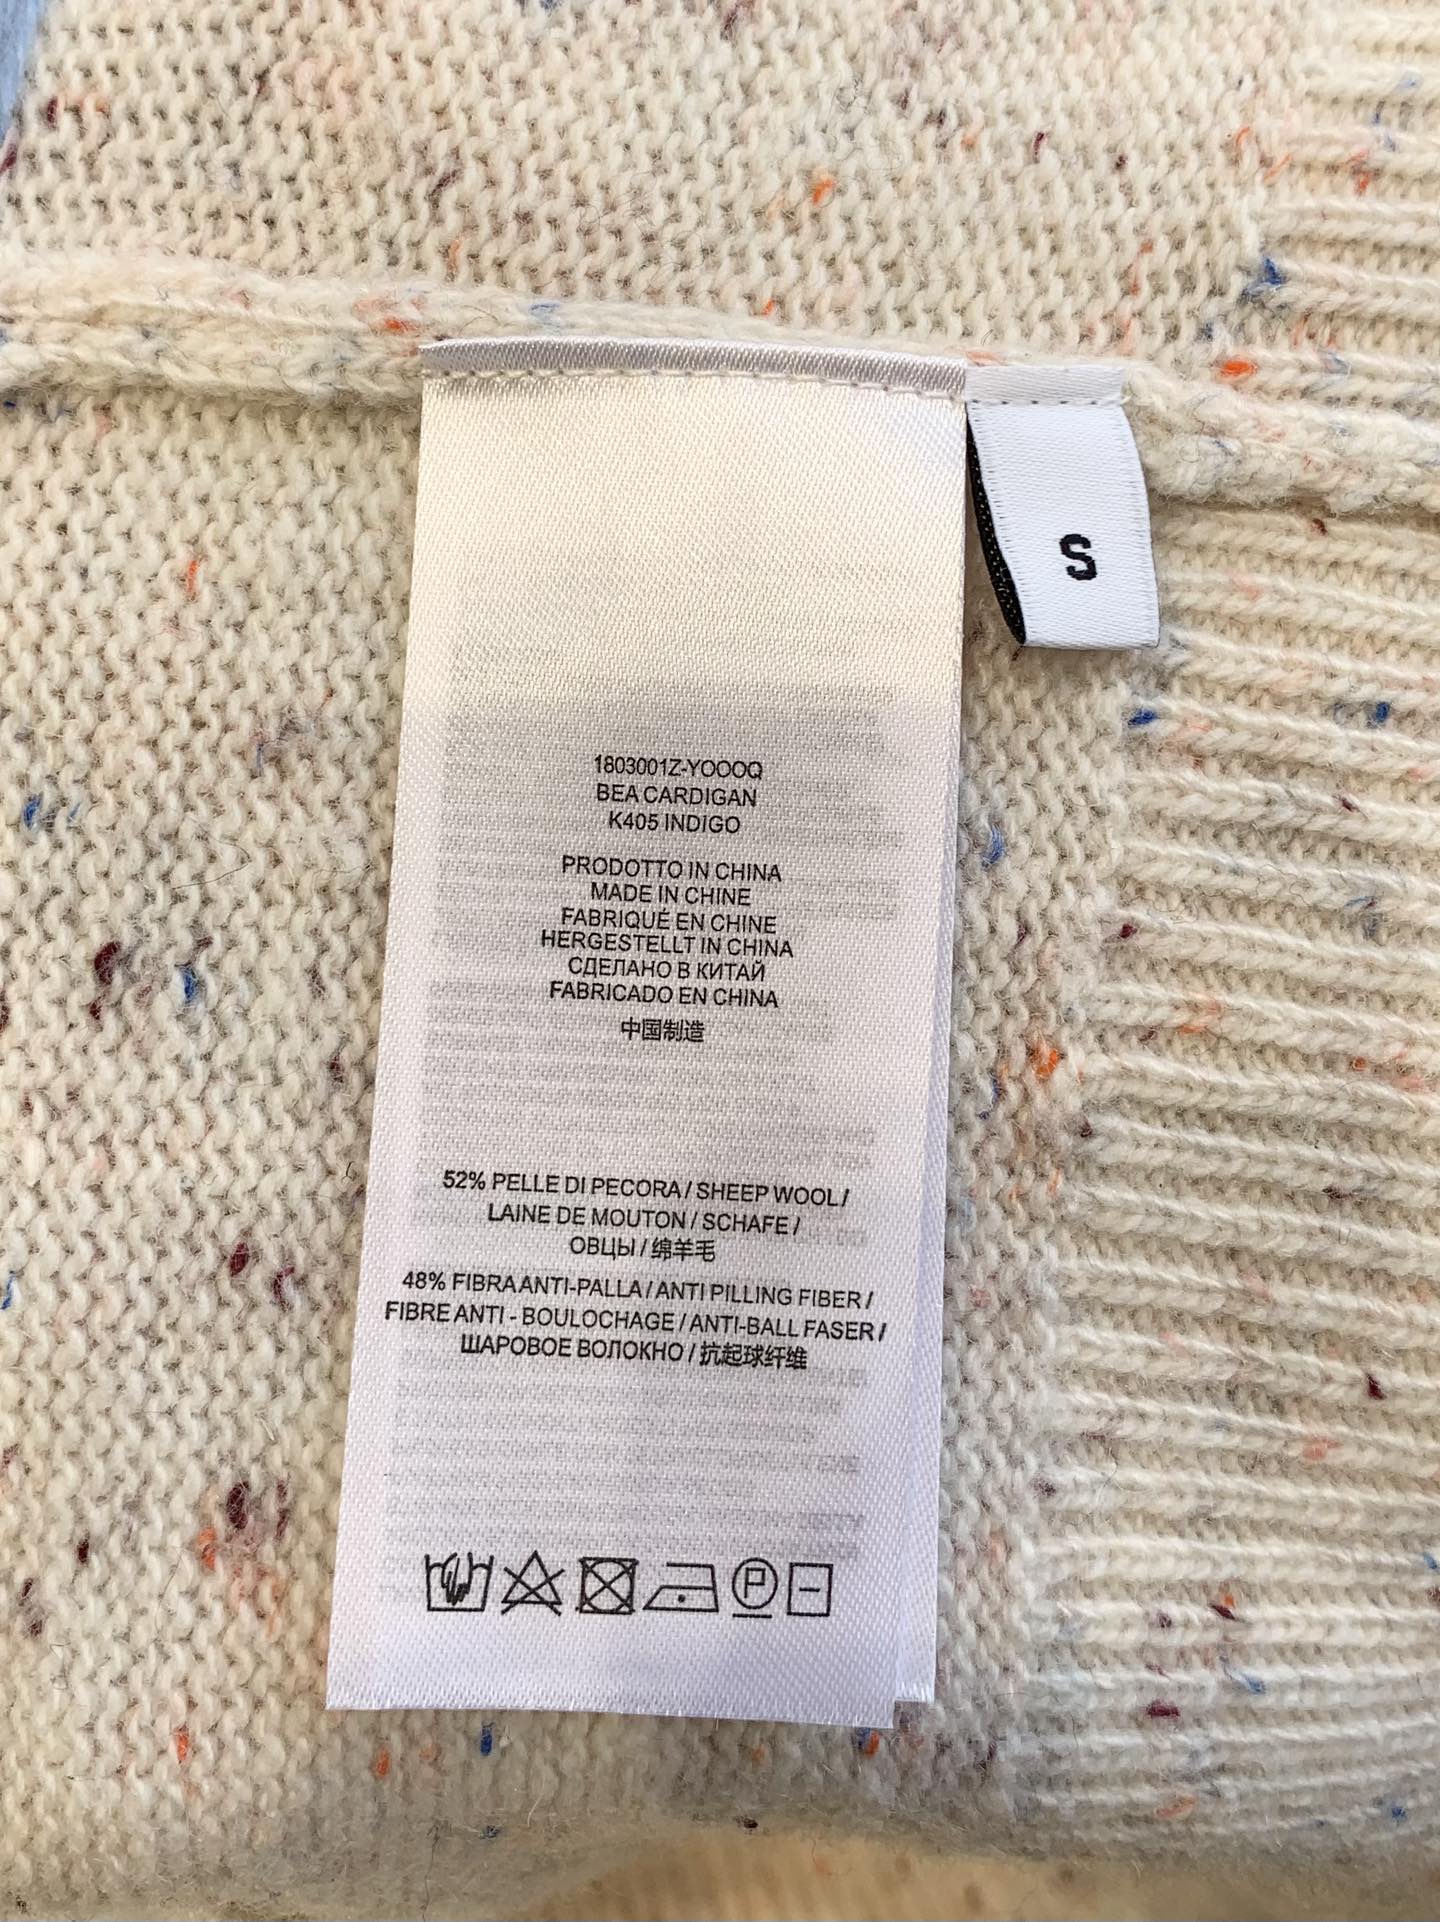 S
1803001Z-YOOOQ
BEA CARDIGAN
K405 INDIGO
PRODOTTO IN CHINA
MADE IN CHINE
FABRIQUÉ EN CHINE
HERGESTELLT IN CHINA
СДЕЛАНО В КИТАЙ
FABRICADO EN CHINA
中国制造
52% PELLE DI PECORA / SHEEP WOOL /
LAINE DE MOUTON / SCHAFE /
ОВЦЫ / 绵羊毛
48% FIBRA ANTI-PALLA / ANTI PILLING FIBER /
FIBRE ANTI - BOULOCHAGE / ANTI-BALL FASER /
ШАРОВОЕ ВОЛОКНО / 抗起球纤维
P